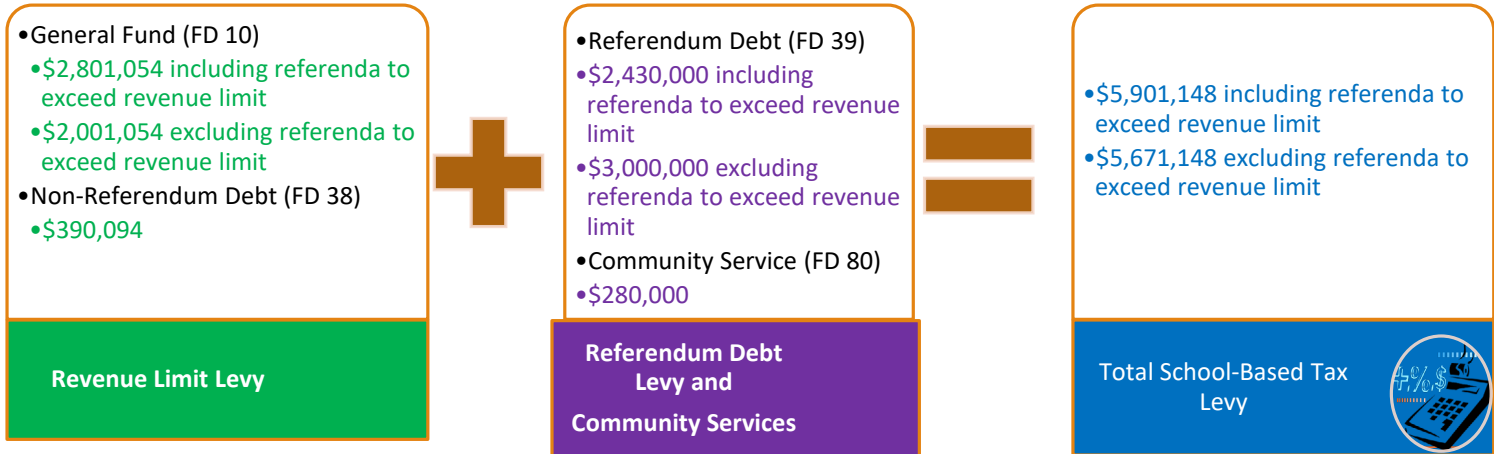 •General Fund (FD 10)
•$2,801,054 including referenda to
exceed revenue limit
•$2,001,054 excluding referenda to
exceed revenue limit
•Non-Referendum Debt (FD 38)
•$390,094
Revenue Limit Levy
•Referendum Debt (FD 39)
•$2,430,000 including
referenda to exceed revenue
limit
•$3,000,000 excluding
referenda to exceed revenue
limit
•Community Service (FD 80)
•$280,000
Referendum Debt
Levy and
Community Services
•$5,901,148 including referenda to
exceed revenue limit
•$5,671,148 excluding referenda to
exceed revenue limit
Total School-Based Tax
Levy
+.%.$